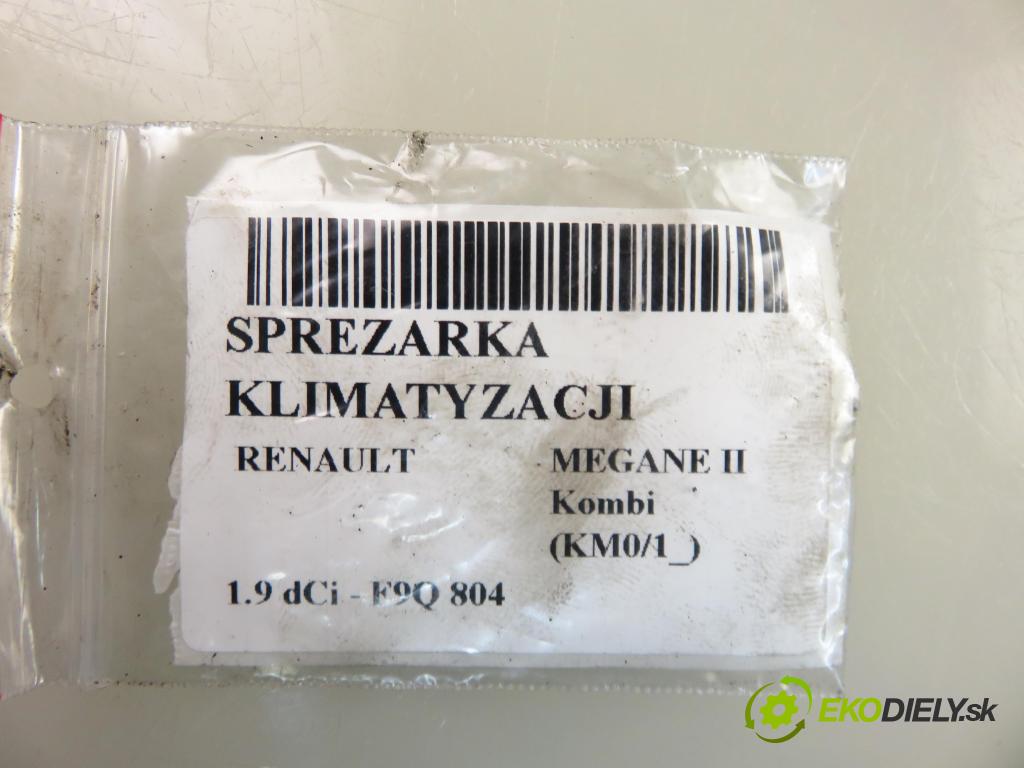 SPREZARKA
KLIMATYZACJI
RENAULT MEGANE II
Kombi
(KM0/1_)
1.9 dCi - F9Q 804
EKODIELY.sk